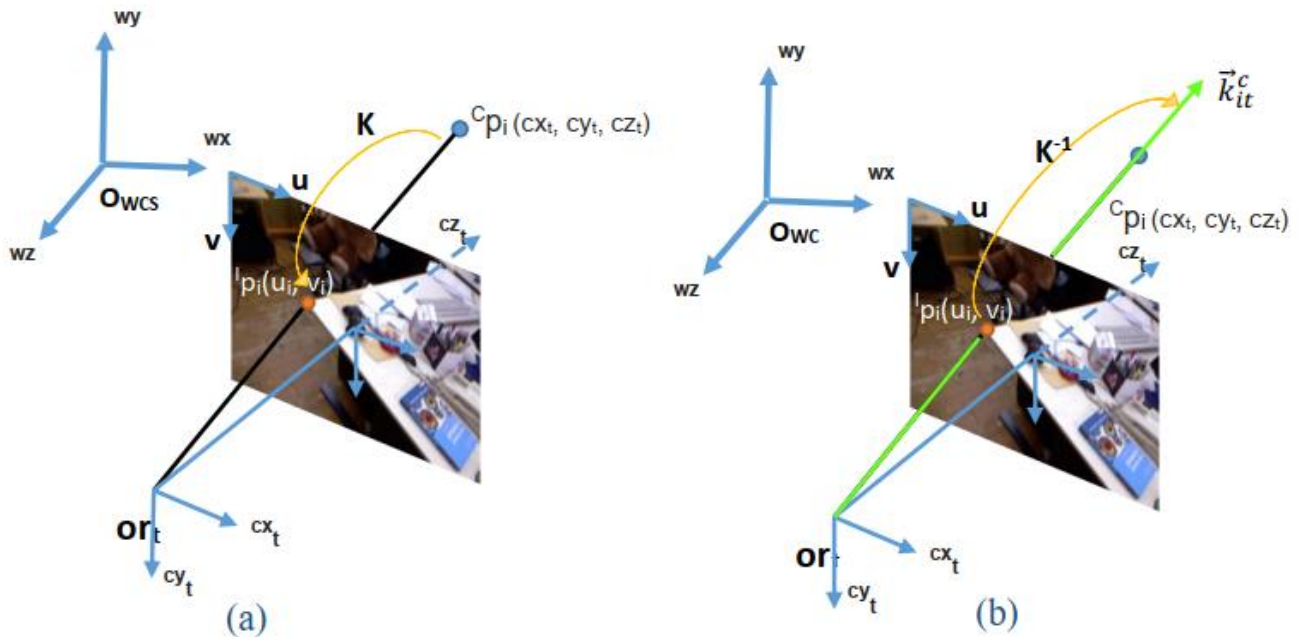 wy
wx
wz
OWCS
u
v
K
ᶜpᵢ (cxₜ, cyₜ, czₜ)
czₜ
ᴵpᵢ(uᵢ, vᵢ)
orₜ
cxₜ
cyₜ
(a)
wy
wx
wz
OWC
u
v
K⁻¹
k⃗ᶜᵢₜ
ᶜpᵢ (cxₜ, cyₜ, czₜ)
czₜ
ᴵpᵢ(uᵢ, vᵢ)
orₜ
cxₜ
cyₜ
(b)